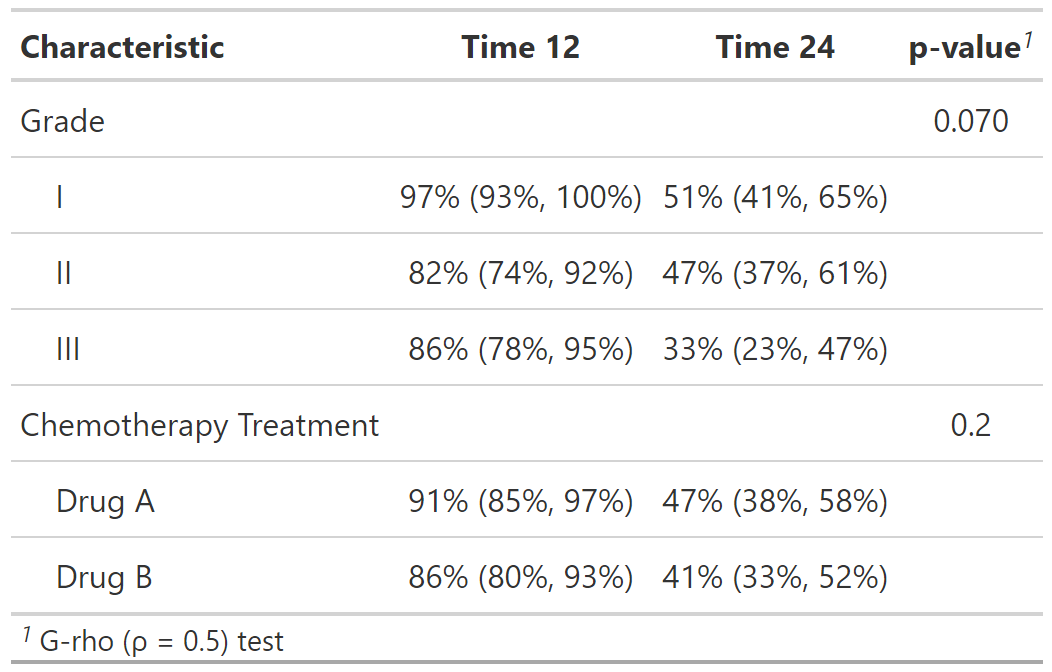 Characteristic Time 12 Time 24 p-value1
Grade 0.070
I 97% (93%, 100%) 51% (41%, 65%)
II 82% (74%, 92%) 47% (37%, 61%)
III 86% (78%, 95%) 33% (23%, 47%)
Chemotherapy Treatment 0.2
Drug A 91% (85%, 97%) 47% (38%, 58%)
Drug B 86% (80%, 93%) 41% (33%, 52%)
1 G-rho (ρ = 0.5) test